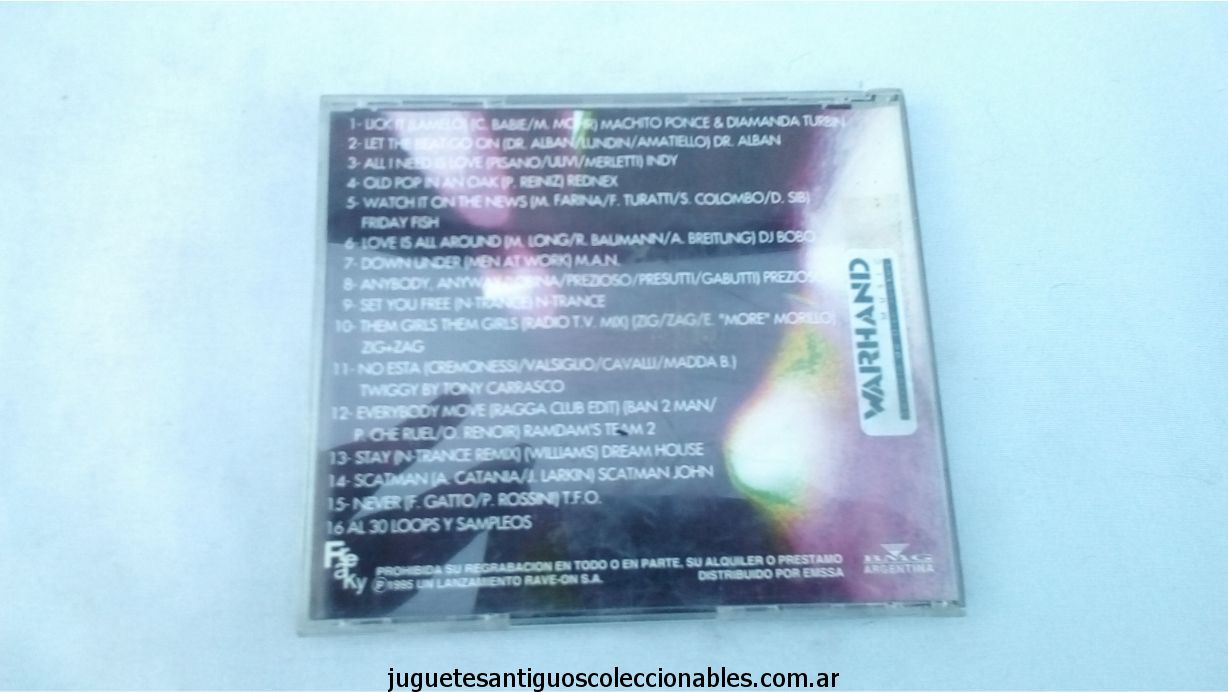 1- LICK IT (LAMELO) (C. BABIE/M. MOHR) MACHITO PONCE & DIAMANDA TURBIN
2- LET THE BEAT GO ON (DR. ALBAN/LUNDIN/AMATIELLO) DR. ALBAN
3- ALL I NEED IS LOVE (PISANO/ULIVI/MERLETTI) INDY
4- OLD POP IN AN OAK (P. REINIZ) REDNEX
5- WATCH IT ON THE NEWS (M. FARINA/F. TURATTI/S. COLOMBO/D. SIB)
FRIDAY FISH
6- LOVE IS ALL AROUND (M. LONG/R. BAUMANN/A. BREITUNG) DJ BOBO
7- DOWN UNDER (MEN AT WORK) M.A.N.
8- ANYBODY, ANYWAY /PREZIOSO/PRESUTTI/GABUTTI) PREZIOSO
9- SET YOU FREE (N-TRANCE) N-TRANCE
10- THEM GIRLS THEM GIRLS (RADIO T.V. MIX) (ZIG/ZAG/E. "MORE" MORILLO)
ZIG+ZAG
11- NO ESTA (CREMONESSI/VALSIGLIO/CAVALLI/MADDA B.)
TWIGGY BY TONY CARRASCO
12- EVERYBODY MOVE (RAGGA CLUB EDIT) (BAN 2 MAN/
P. CHE RUEL/O. RENOIR) RAMDAM'S TEAM 2
13- STAY (N-TRANCE REMIX) (WILLIAMS) DREAM HOUSE
14- SCATMAN (A. CATANIA/J. LARKIN) SCATMAN JOHN
15- NEVER (F. GATTO/P. ROSSINI) T.F.O.
16 AL 30 LOOPS Y SAMPLEOS
Freaky
PROHIBIDA SU REGRABACION EN TODO O EN PARTE, SU ALQUILER O PRESTAMO
℗1995 UN LANZAMIENTO RAVE-ON S.A. DISTRIBUIDO POR EMSSA
BMG
ARGENTINA
WARHAND
MUSIC
juguetesantiguoscoleccionables.com.ar